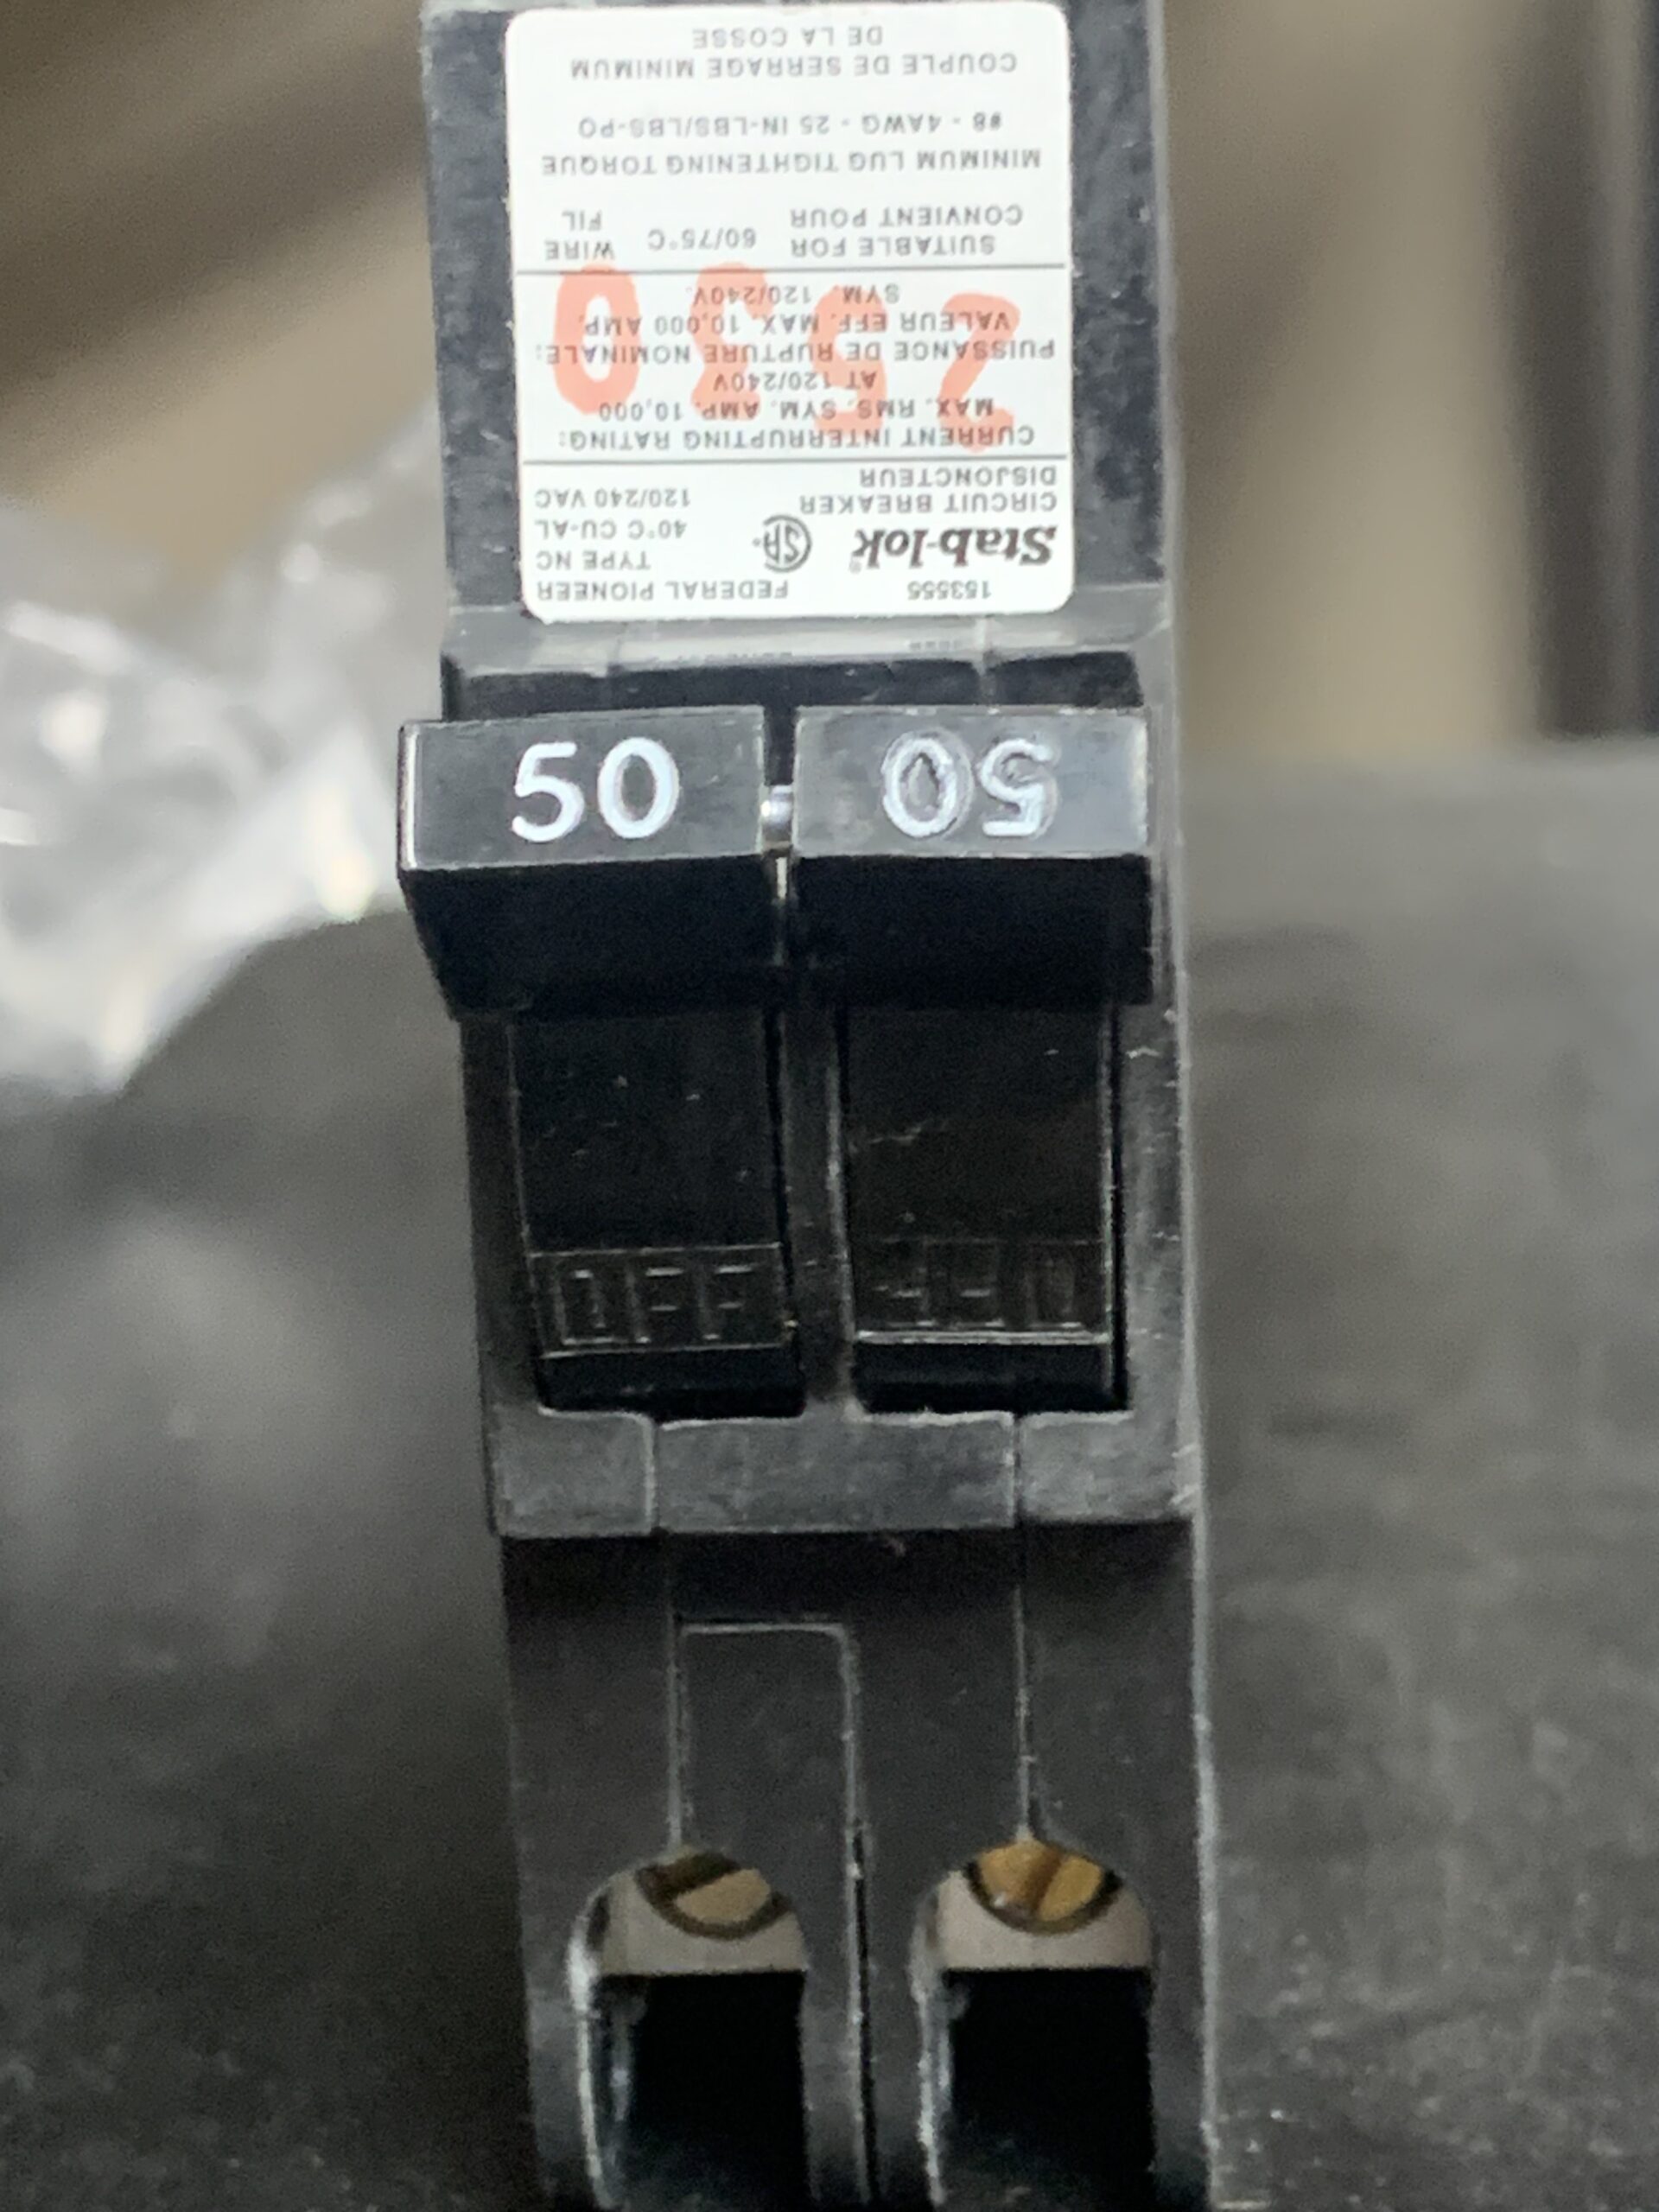 153555 FEDERAL PIONEER
Stab-lok® TYPE NC
CIRCUIT BREAKER 40°C CU-AL
DISJONCTEUR 120/240 VAC
CURRENT INTERRUPTING RATING:
MAX. RMS. SYM. AMP. 10,000
AT 120/240V
PUISSANCE DE RUPTURE NOMINALE:
VALEUR EFF. MAX. 10,000 AMP.
SYM. 120/240V.
SUITABLE FOR 60/75°C WIRE
CONVIENT POUR FIL
MINIMUM LUG TIGHTENING TORQUE
#8 - 4AWG - 25 IN-LBS/LBS-PO
COUPLE DE SERRAGE MINIMUM
DE LA COSSE
50 50
OFF OFF